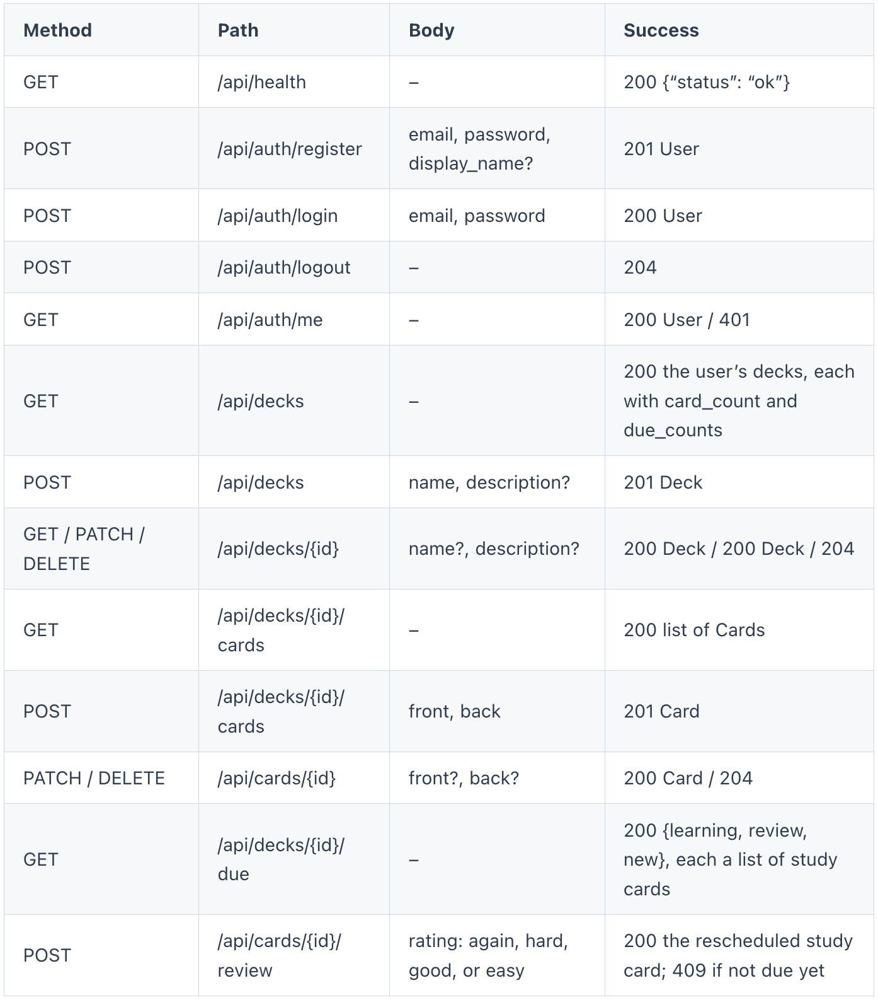 Method Path Body Success
GET /api/health – 200 {“status”: “ok”}
POST /api/auth/register email, password,
display_name? 201 User
POST /api/auth/login email, password 200 User
POST /api/auth/logout – 204
GET /api/auth/me – 200 User / 401
GET /api/decks – 200 the user’s decks, each
with card_count and
due_counts
POST /api/decks name, description? 201 Deck
GET / PATCH /
DELETE /api/decks/{id} name?, description? 200 Deck / 200 Deck / 204
GET /api/decks/{id}/
cards – 200 list of Cards
POST /api/decks/{id}/
cards front, back 201 Card
PATCH / DELETE /api/cards/{id} front?, back? 200 Card / 204
GET /api/decks/{id}/
due – 200 {learning, review,
new}, each a list of study
cards
POST /api/cards/{id}/
review rating: again, hard,
good, or easy 200 the rescheduled study
card; 409 if not due yet